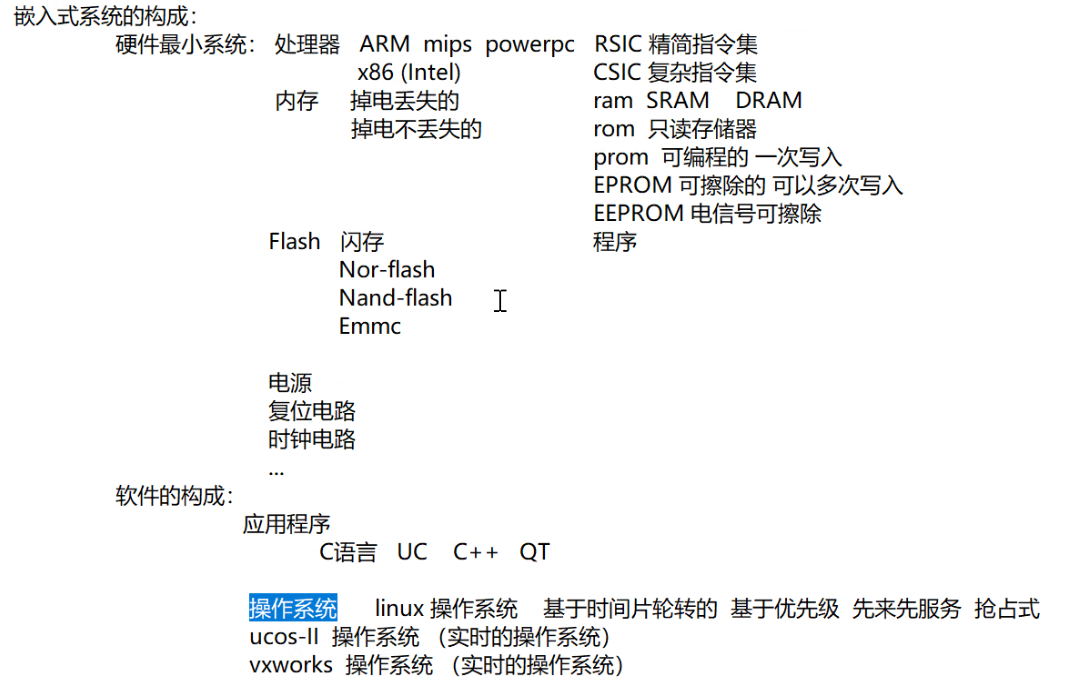 嵌入式系统的构成：
硬件最小系统： 处理器 ARM mips powerpc RSIC 精简指令集
x86 (Intel) CSIC 复杂指令集
内存 掉电丢失的 ram SRAM DRAM
掉电不丢失的 rom 只读存储器
prom 可编程的 一次写入
EPROM 可擦除的 可以多次写入
EEPROM 电信号可擦除
Flash 闪存 程序
Nor-flash
Nand-flash
Emmc
电源
复位电路
时钟电路
...
软件的构成：
应用程序
C语言 UC C++ QT
操作系统 linux 操作系统 基于时间片轮转的 基于优先级 先来先服务 抢占式
ucos-II 操作系统 （实时的操作系统）
vxworks 操作系统 （实时的操作系统）